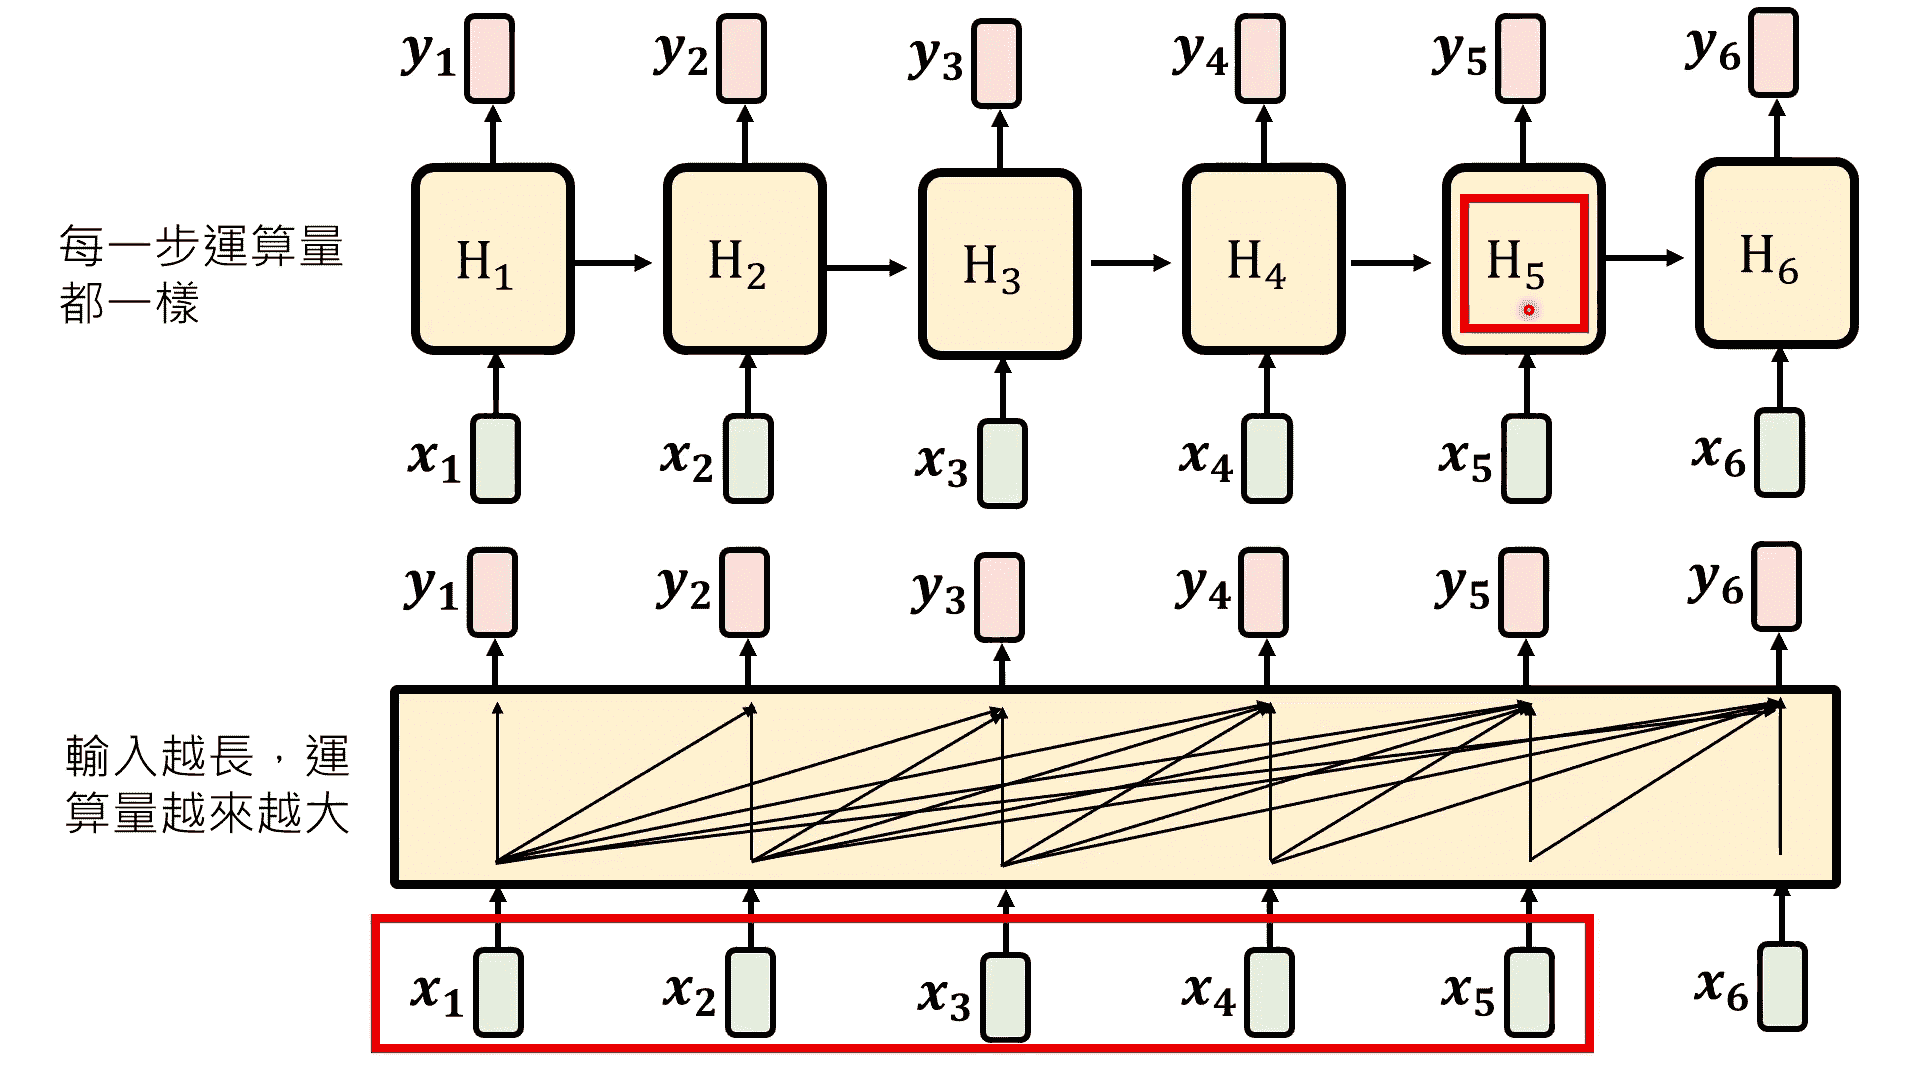 y₁ y₂ y₃ y₄ y₅ y₆
每一步運算量
都一樣
H₁ H₂ H₃ H₄ H₅ H₆
x₁ x₂ x₃ x₄ x₅ x₆
y₁ y₂ y₃ y₄ y₅ y₆
輸入越長，運
算量越來越大
x₁ x₂ x₃ x₄ x₅ x₆